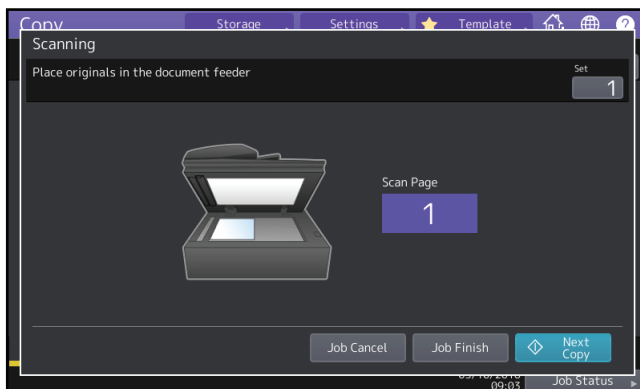 Copy Storage Settings Template ?
Scanning
Place originals in the document feeder
Set
1
Scan Page
1
Job Cancel
Job Finish
Next
Copy
09:03
Job Status